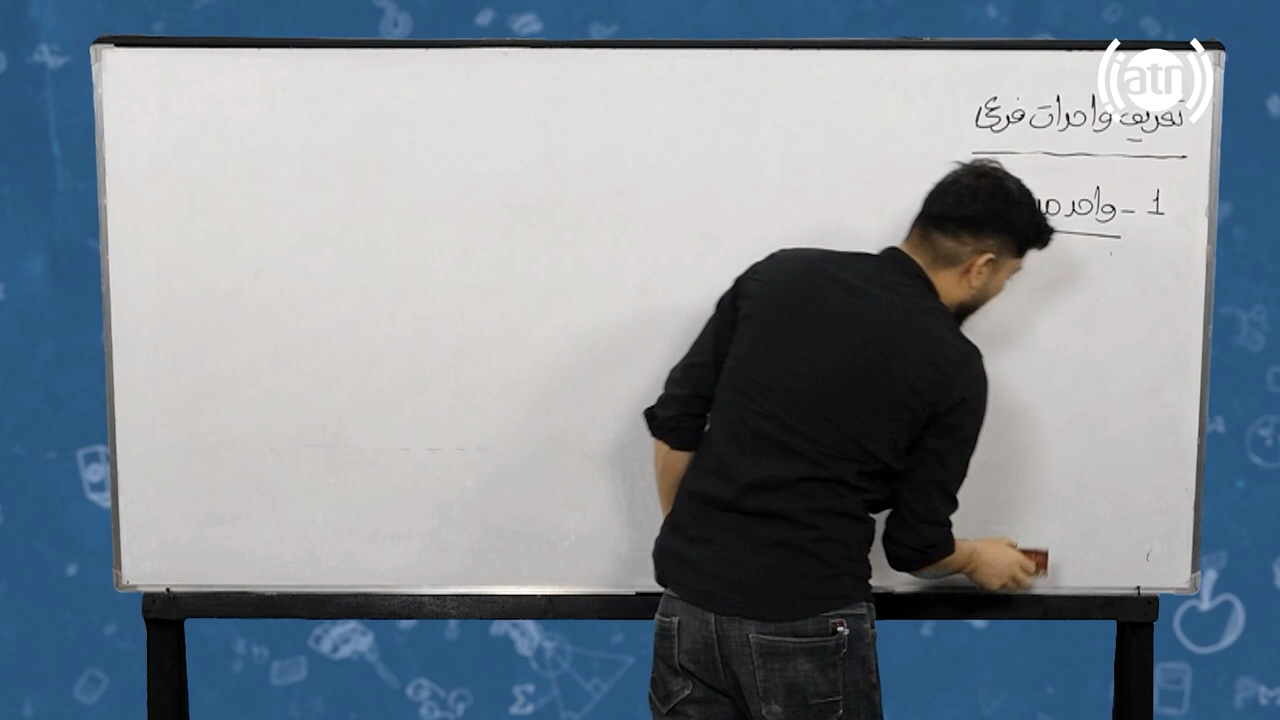 atn
تعریف واحدات فرعی
1 - واحد